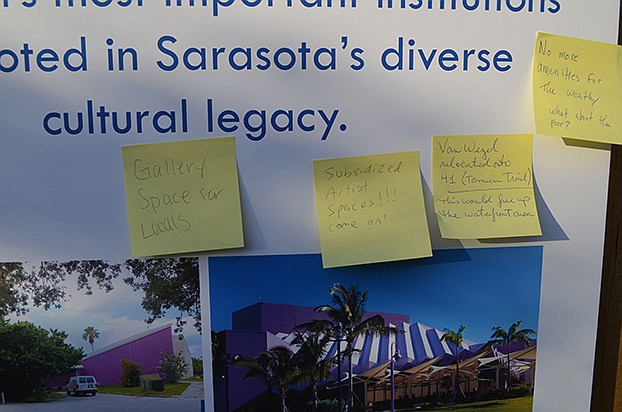 's most important institutions
oted in Sarasota's diverse
cultural legacy.
No more
amenities for
the weathy
what about the
poor?
Gallery
Space for
Locals
Subsidized
Artist
Spaces!!!
come on!
Van Wezel
relocated into
41 (Tamiami Trail)
this would free up
the waterfront area